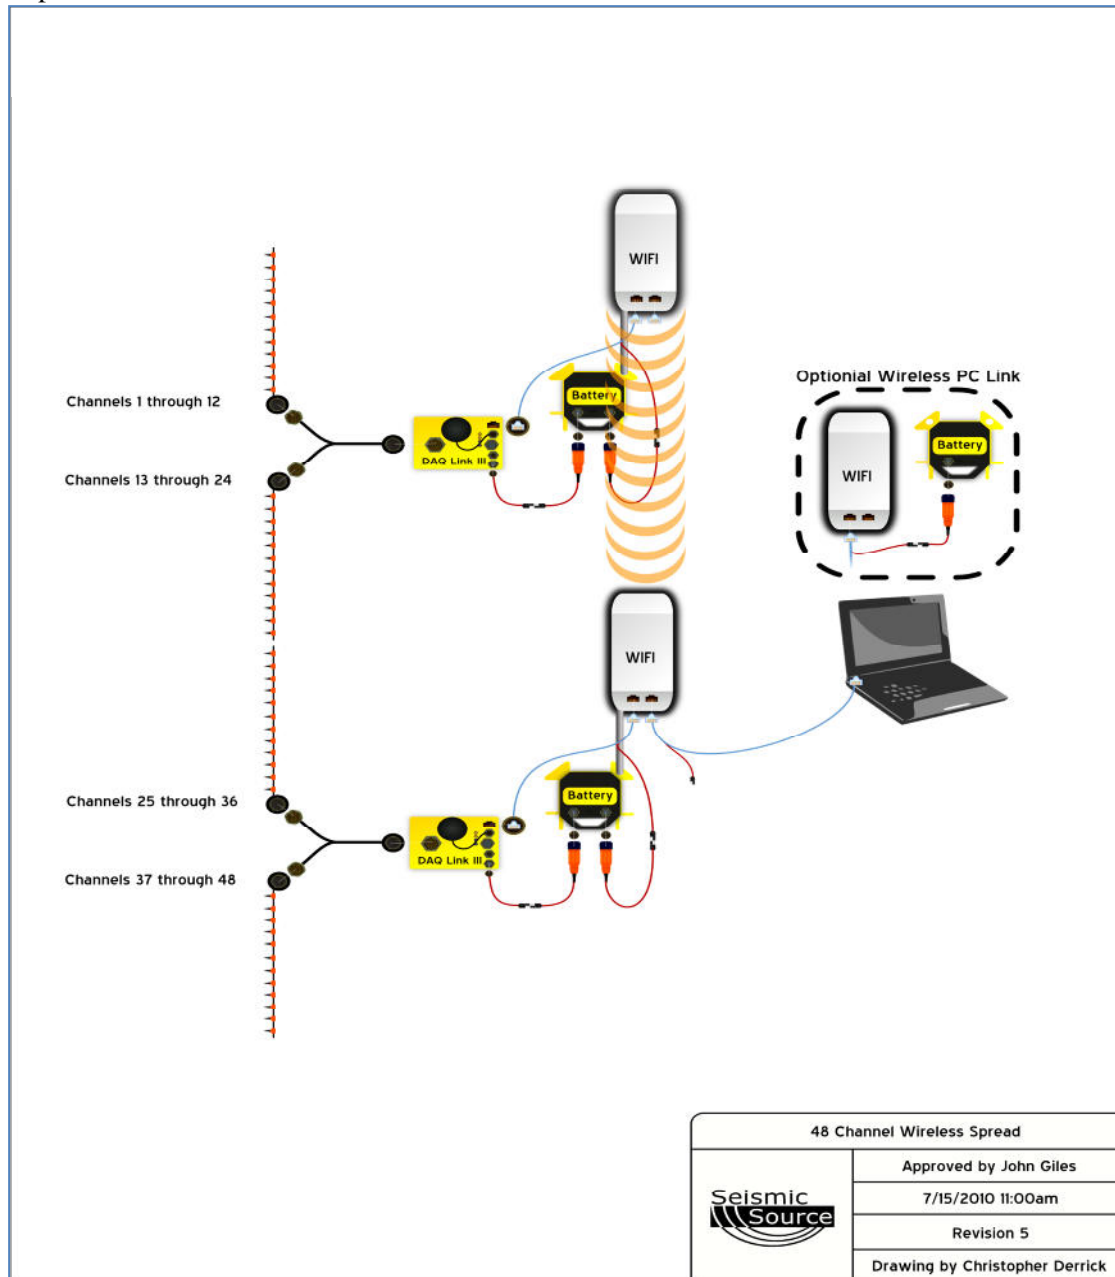 WIFI
Optionial Wireless PC Link
Battery
Battery
Channels 1 through 12
DAQ Link III
Channels 13 through 24
WIFI
WIFI
Channels 25 through 36
Battery
DAQ Link III
Channels 37 through 48
48 Channel Wireless Spread
Approved by John Giles
Seismic
Source
7/15/2010 11:00am
Revision 5
Drawing by Christopher Derrick